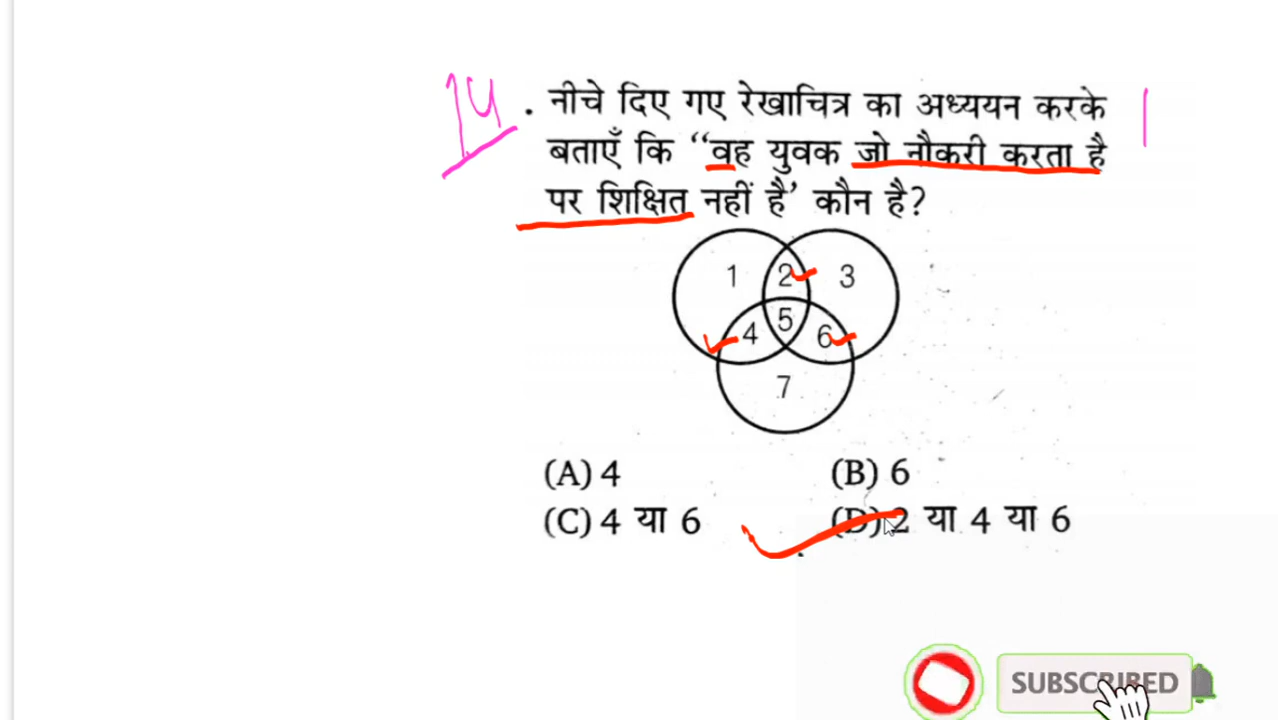 14 . नीचे दिए गए रेखाचित्र का अध्ययन करके
बताएँ कि “वह युवक जो नौकरी करता है
पर शिक्षित नहीं है’ कौन है?
1 2 3
4 5 6
7
(A) 4 (B) 6
(C) 4 या 6 (D) 2 या 4 या 6
SUBSCRIBED